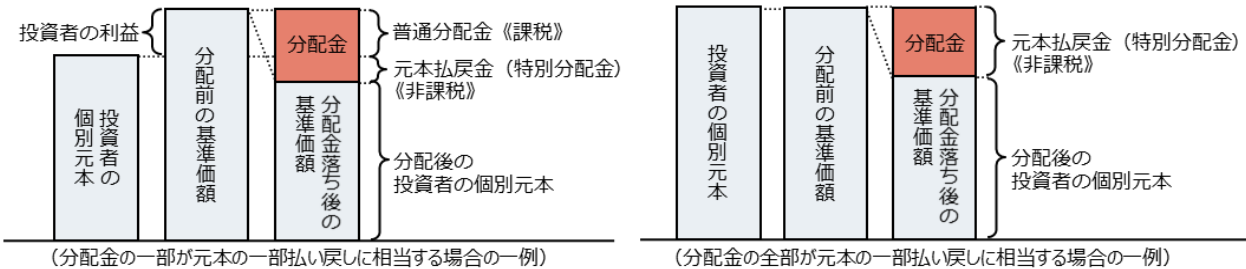 投資者の利益
投資者の
個別元本
分配前の基準価額
分配金
分配金落ち後の
基準価額
普通分配金《課税》
元本払戻金（特別分配金）
《非課税》
分配後の
投資者の個別元本
（分配金の一部が元本の一部払い戻しに相当する場合の一例）
投資者の個別元本
分配前の基準価額
分配金
分配金落ち後の
基準価額
元本払戻金（特別分配金）
《非課税》
分配後の
投資者の個別元本
（分配金の全部が元本の一部払い戻しに相当する場合の一例）